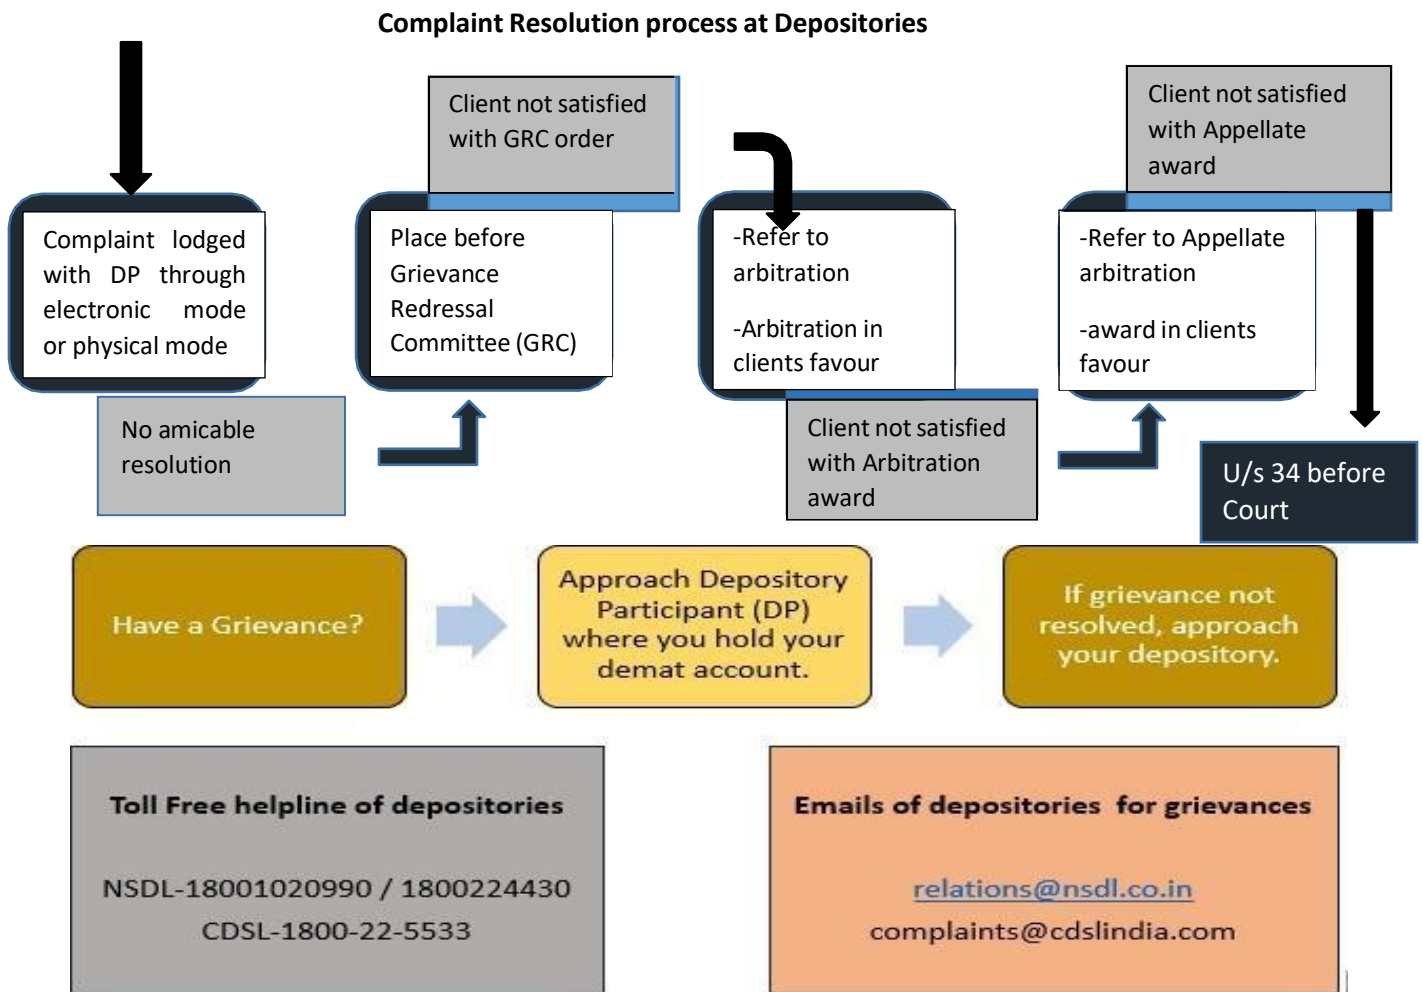 Complaint Resolution process at Depositories
Complaint lodged
with DP through
electronic mode
or physical mode
No amicable
resolution
Place before
Grievance
Redressal
Committee (GRC)
Client not satisfied
with GRC order
-Refer to
arbitration
-Arbitration in
clients favour
Client not satisfied
with Arbitration
award
-Refer to Appellate
arbitration
-award in clients
favour
Client not satisfied
with Appellate
award
U/s 34 before
Court
Have a Grievance?
Approach Depository
Participant (DP)
where you hold your
demat account.
If grievance not
resolved, approach
your depository.
Toll Free helpline of depositories
NSDL-18001020990 / 1800224430
CDSL-1800-22-5533
Emails of depositories for grievances
relations@nsdl.co.in
complaints@cdslindia.com